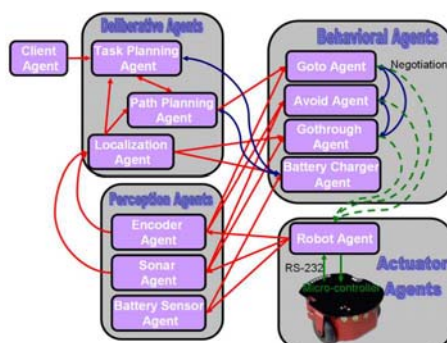 Deliberative Agents
Client
Agent
Task Planning
Agent
Path Planning
Agent
Localization
Agent
Behavioral Agents
Goto Agent
Negotiation
Avoid Agent
Gothrough
Agent
Battery Charger
Agent
Perception Agents
Encoder
Agent
Sonar
Agent
Battery Sensor
Agent
Robot Agent
RS-232
Actuator
Agents
Micro-controller